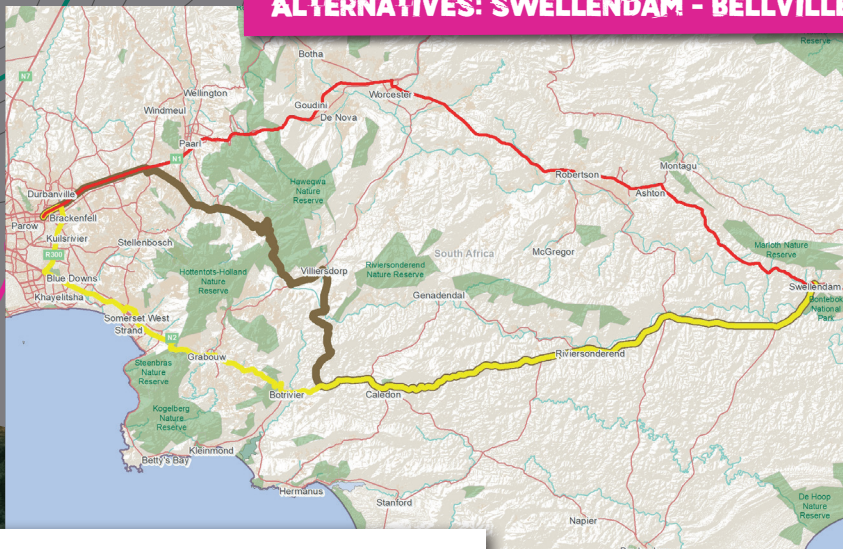 ALTERNATIVES: SWELLENDAM - BELLVILLE
Reserve
N7
Botha
Wellington
Worcester
Goudini
Windmeul
De Nova
Paarl
N1
Montagu
Robertson
Hawegwa
Nature
Reserve
Ashton
Durbanville
Brackenfell
Parow
Kuilsrivier
Stellenbosch
R300
South Africa
McGregor
Marloth Nature
Reserve
Villiersdorp
Riviersonderend
Nature Reserve
Hottentots-Holland
Nature
Reserve
Blue Downs
Khayelitsha
Genadendal
Swellendam
Bontebok
National
Park
Somerset West
Strand
N2
Grabouw
Riviersonderend
Steenbras
Nature
Reserve
Botrivier
Caledon
Kogelberg
Nature
Reserve
Kleinmond
Betty's Bay
Hermanus
Stanford
De Hoop
Nature
Reserve
Napier